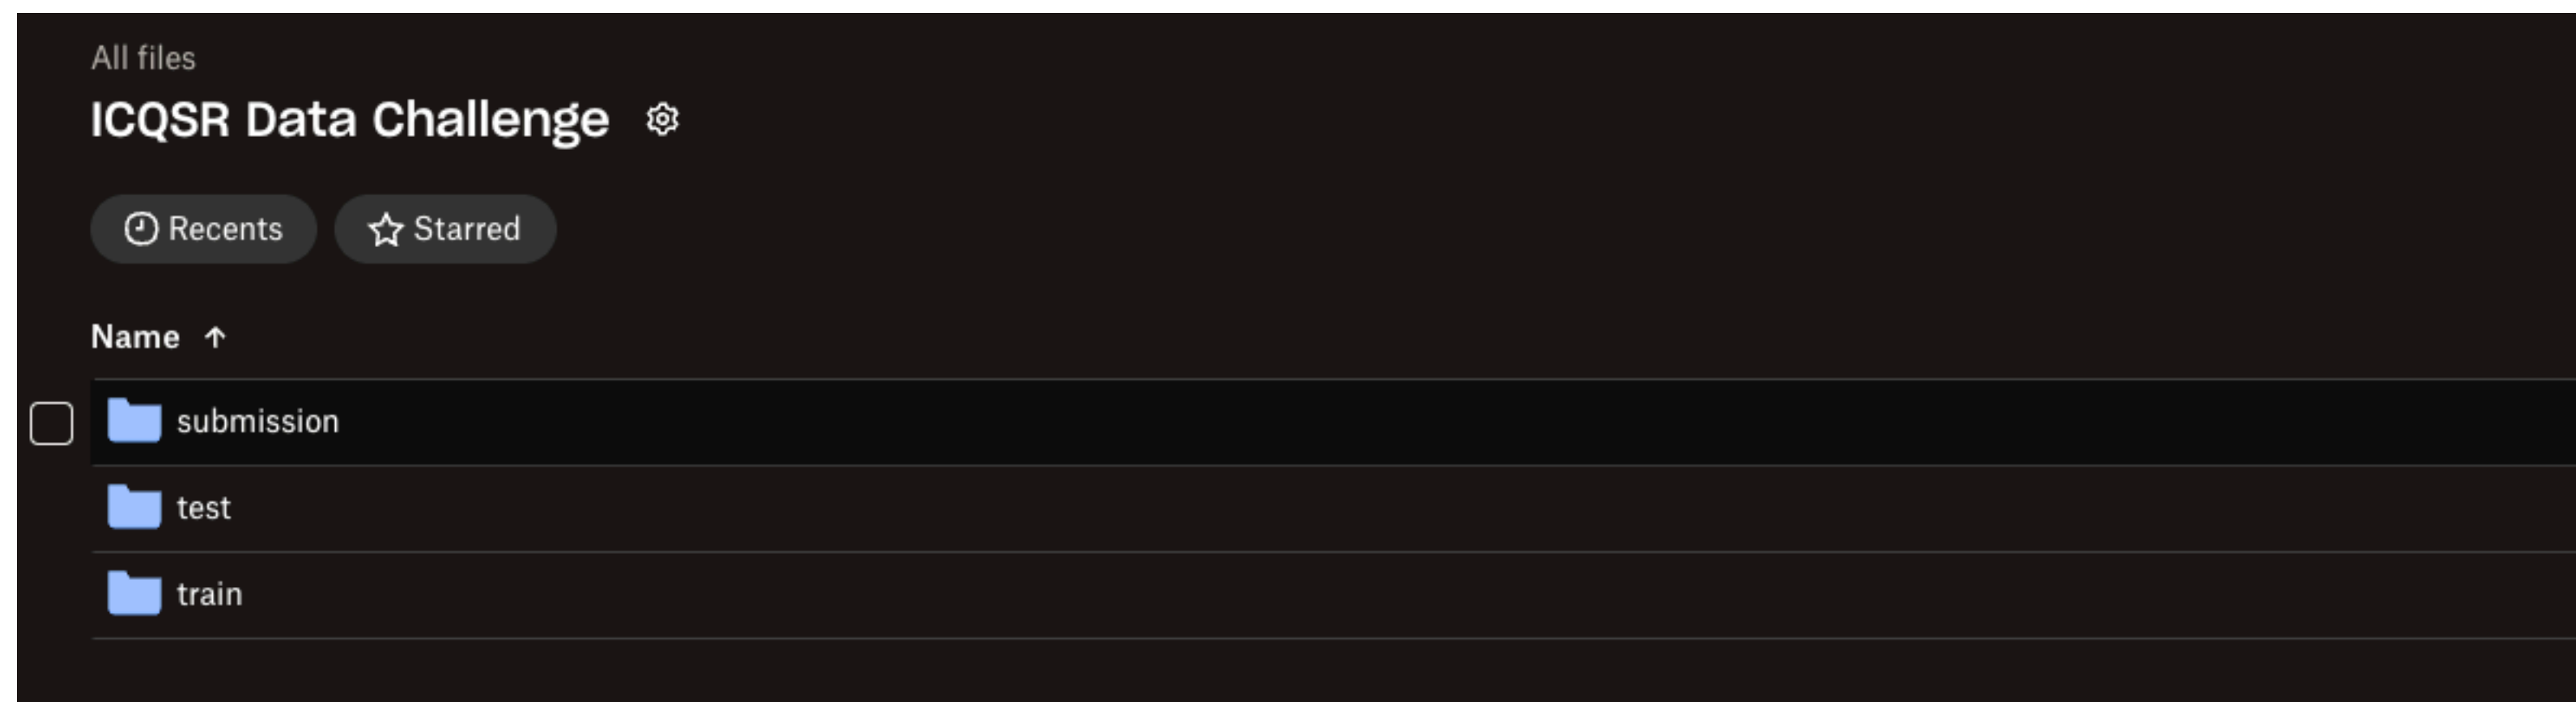 All files
ICQSR Data Challenge
Recents Starred
Name ↑
submission
test
train